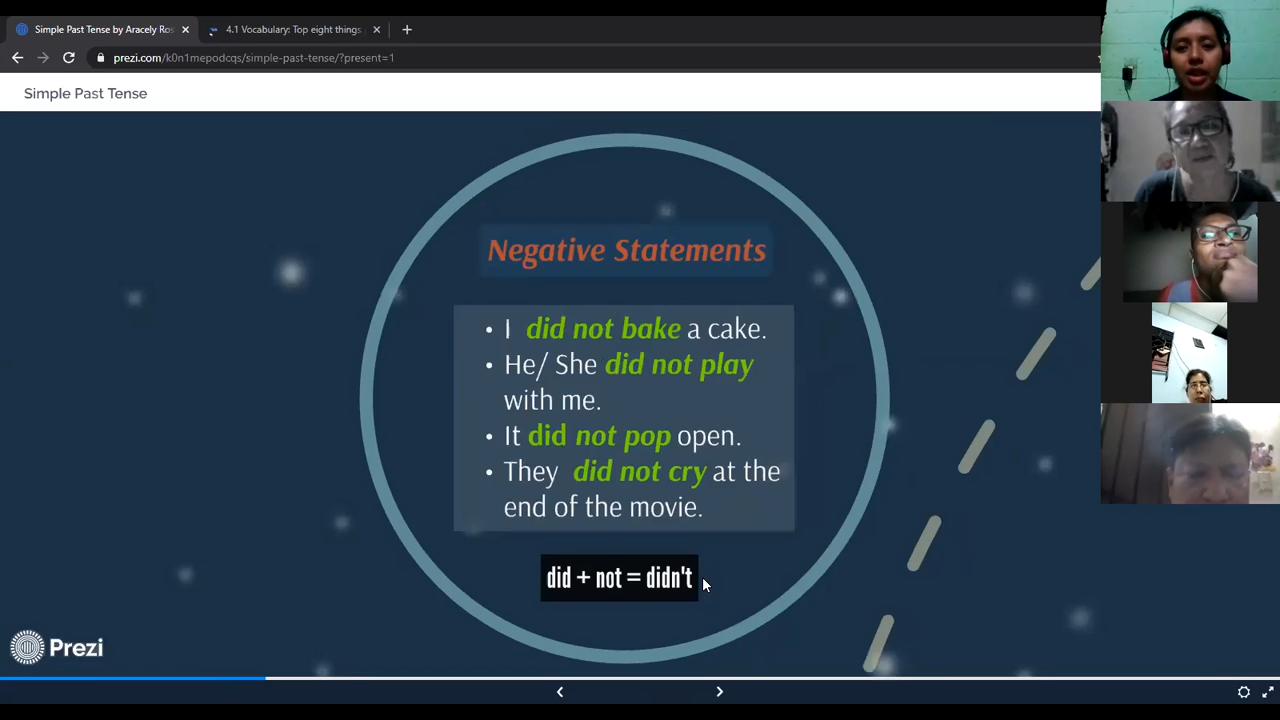 Simple Past Tense by Aracely Ros
4.1 Vocabulary: Top eight things
prezi.com/k0n1mepodcqs/simple-past-tense/?present=1
Simple Past Tense
Negative Statements
• I did not bake a cake.
• He/ She did not play
with me.
• It did not pop open.
• They did not cry at the
end of the movie.
did + not = didn't
Prezi